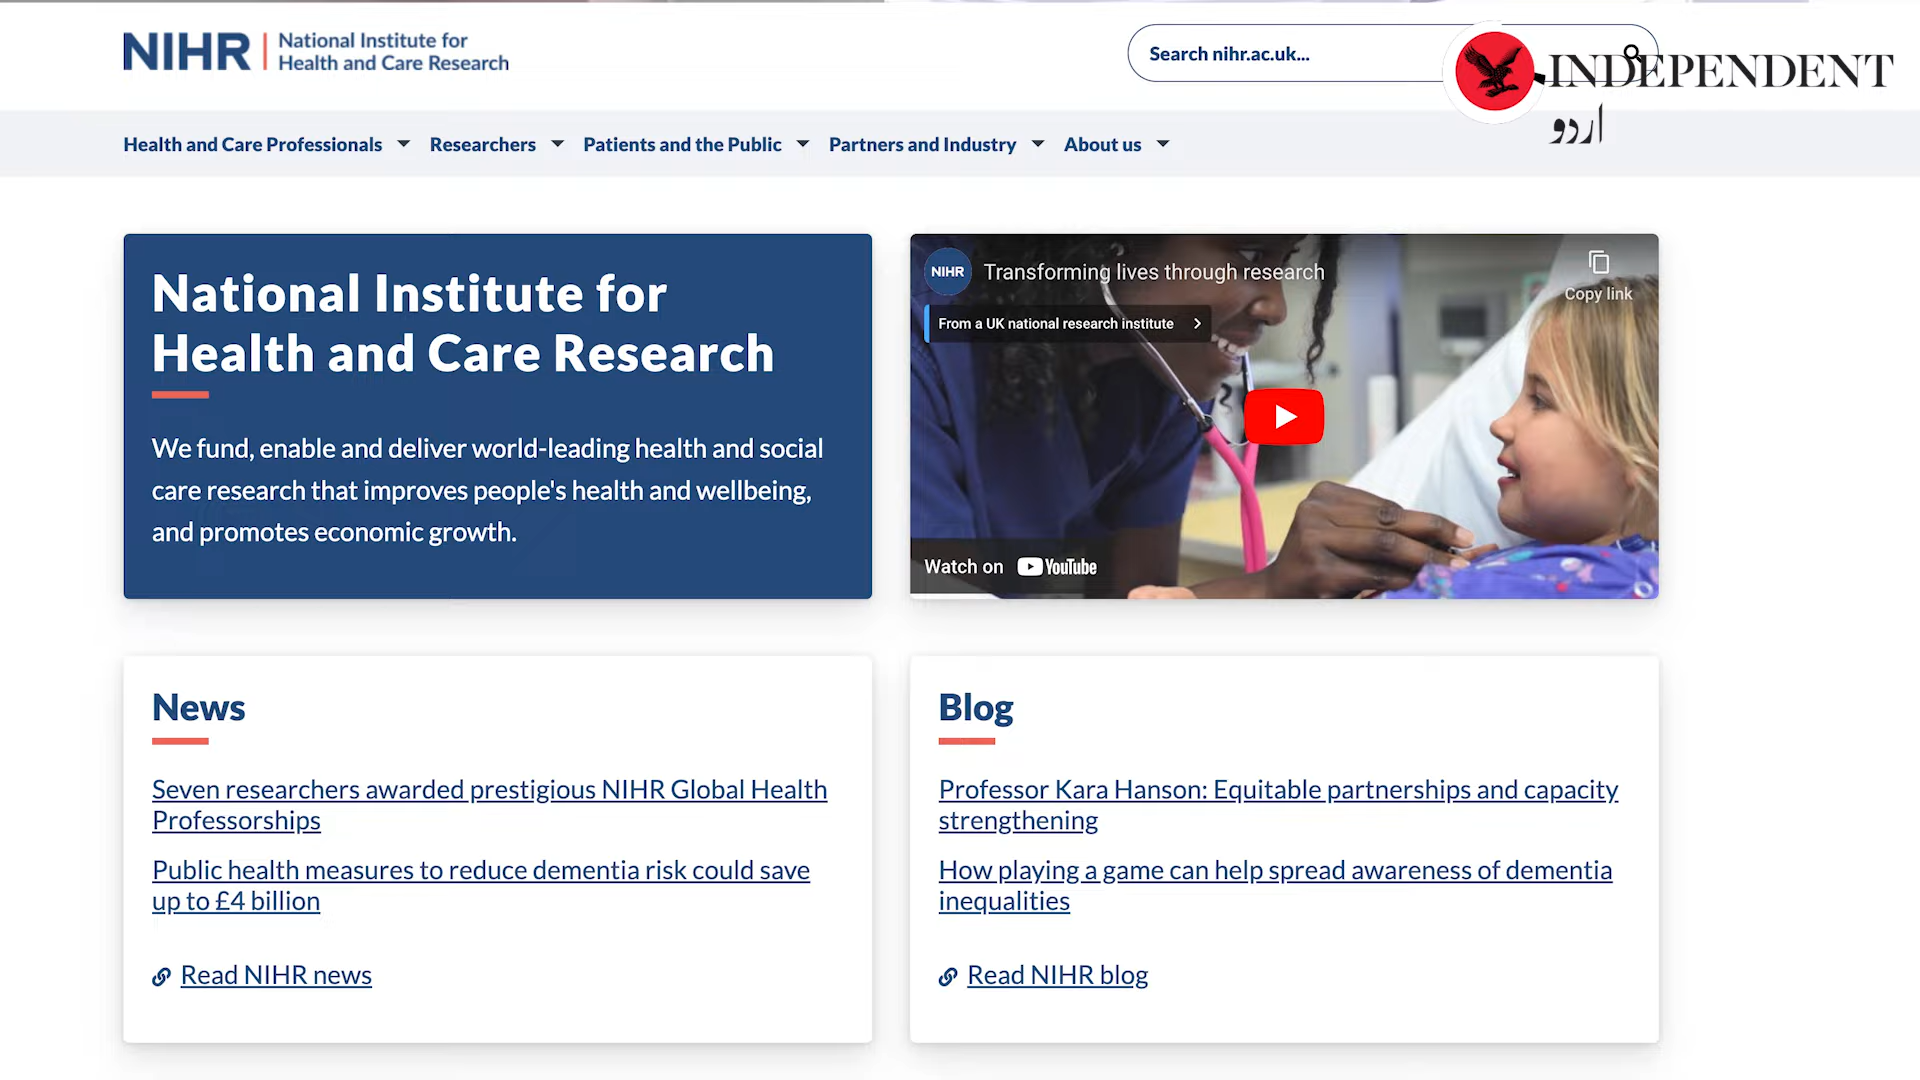 NIHR
National Institute for
Health and Care Research
Search nihr.ac.uk...
INDEPENDENT
اردو
Health and Care Professionals
Researchers
Patients and the Public
Partners and Industry
About us
National Institute for
Health and Care Research
We fund, enable and deliver world-leading health and social
care research that improves people's health and wellbeing,
and promotes economic growth.
NIHR
Transforming lives through research
Copy link
From a UK national research institute
Watch on YouTube
News
Seven researchers awarded prestigious NIHR Global Health
Professorships
Public health measures to reduce dementia risk could save
up to £4 billion
Read NIHR news
Blog
Professor Kara Hanson: Equitable partnerships and capacity
strengthening
How playing a game can help spread awareness of dementia
inequalities
Read NIHR blog